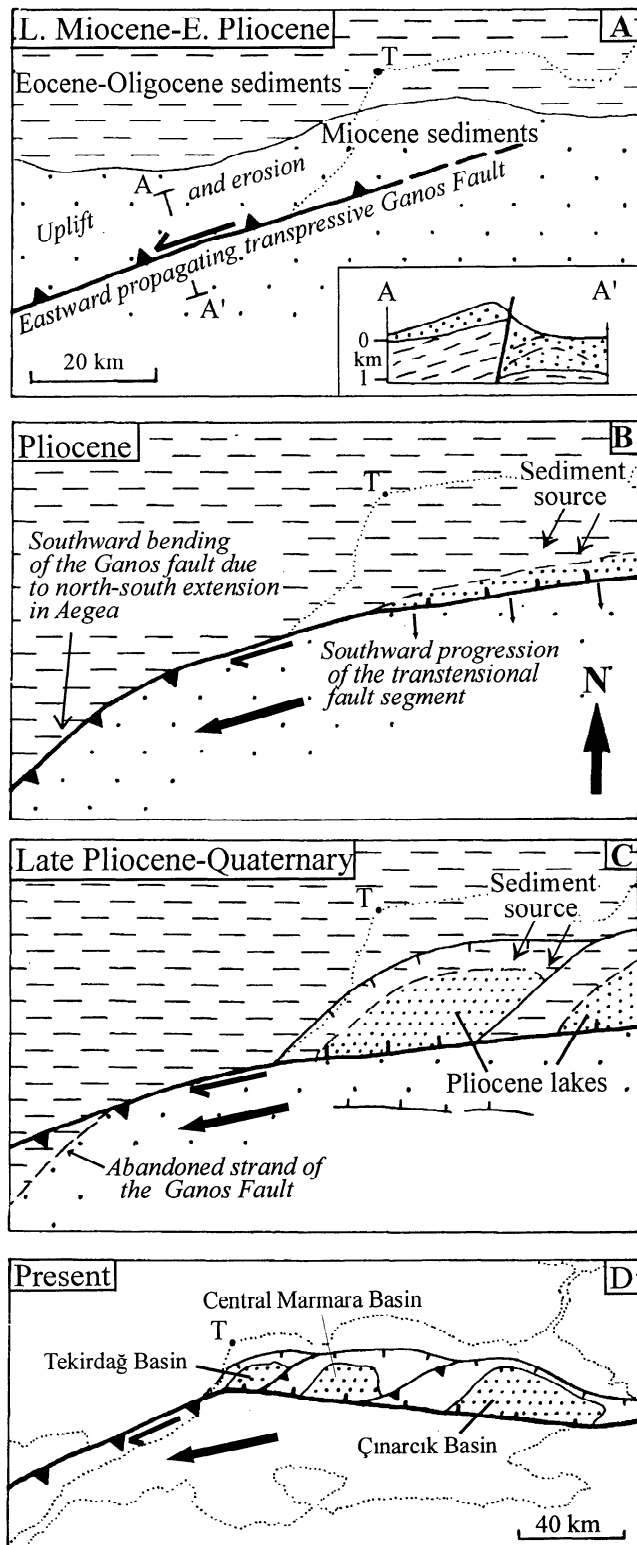 L. Miocene-E. Pliocene
A
T
Eocene-Oligocene sediments
Miocene sediments
A
and erosion
Uplift
Eastward propagating transpressive Ganos Fault
A'
20 km
A
A'
0
km
1
Pliocene
B
T
Sediment
source
Southward bending
of the Ganos fault due
to north-south extension
in Aegea
Southward progression
of the transtensional
fault segment
N
Late Pliocene-Quaternary
C
T
Sediment
source
Pliocene lakes
Abandoned strand of
the Ganos Fault
Present
D
Central Marmara Basin
T
Tekirdağ Basin
Çınarcık Basin
40 km